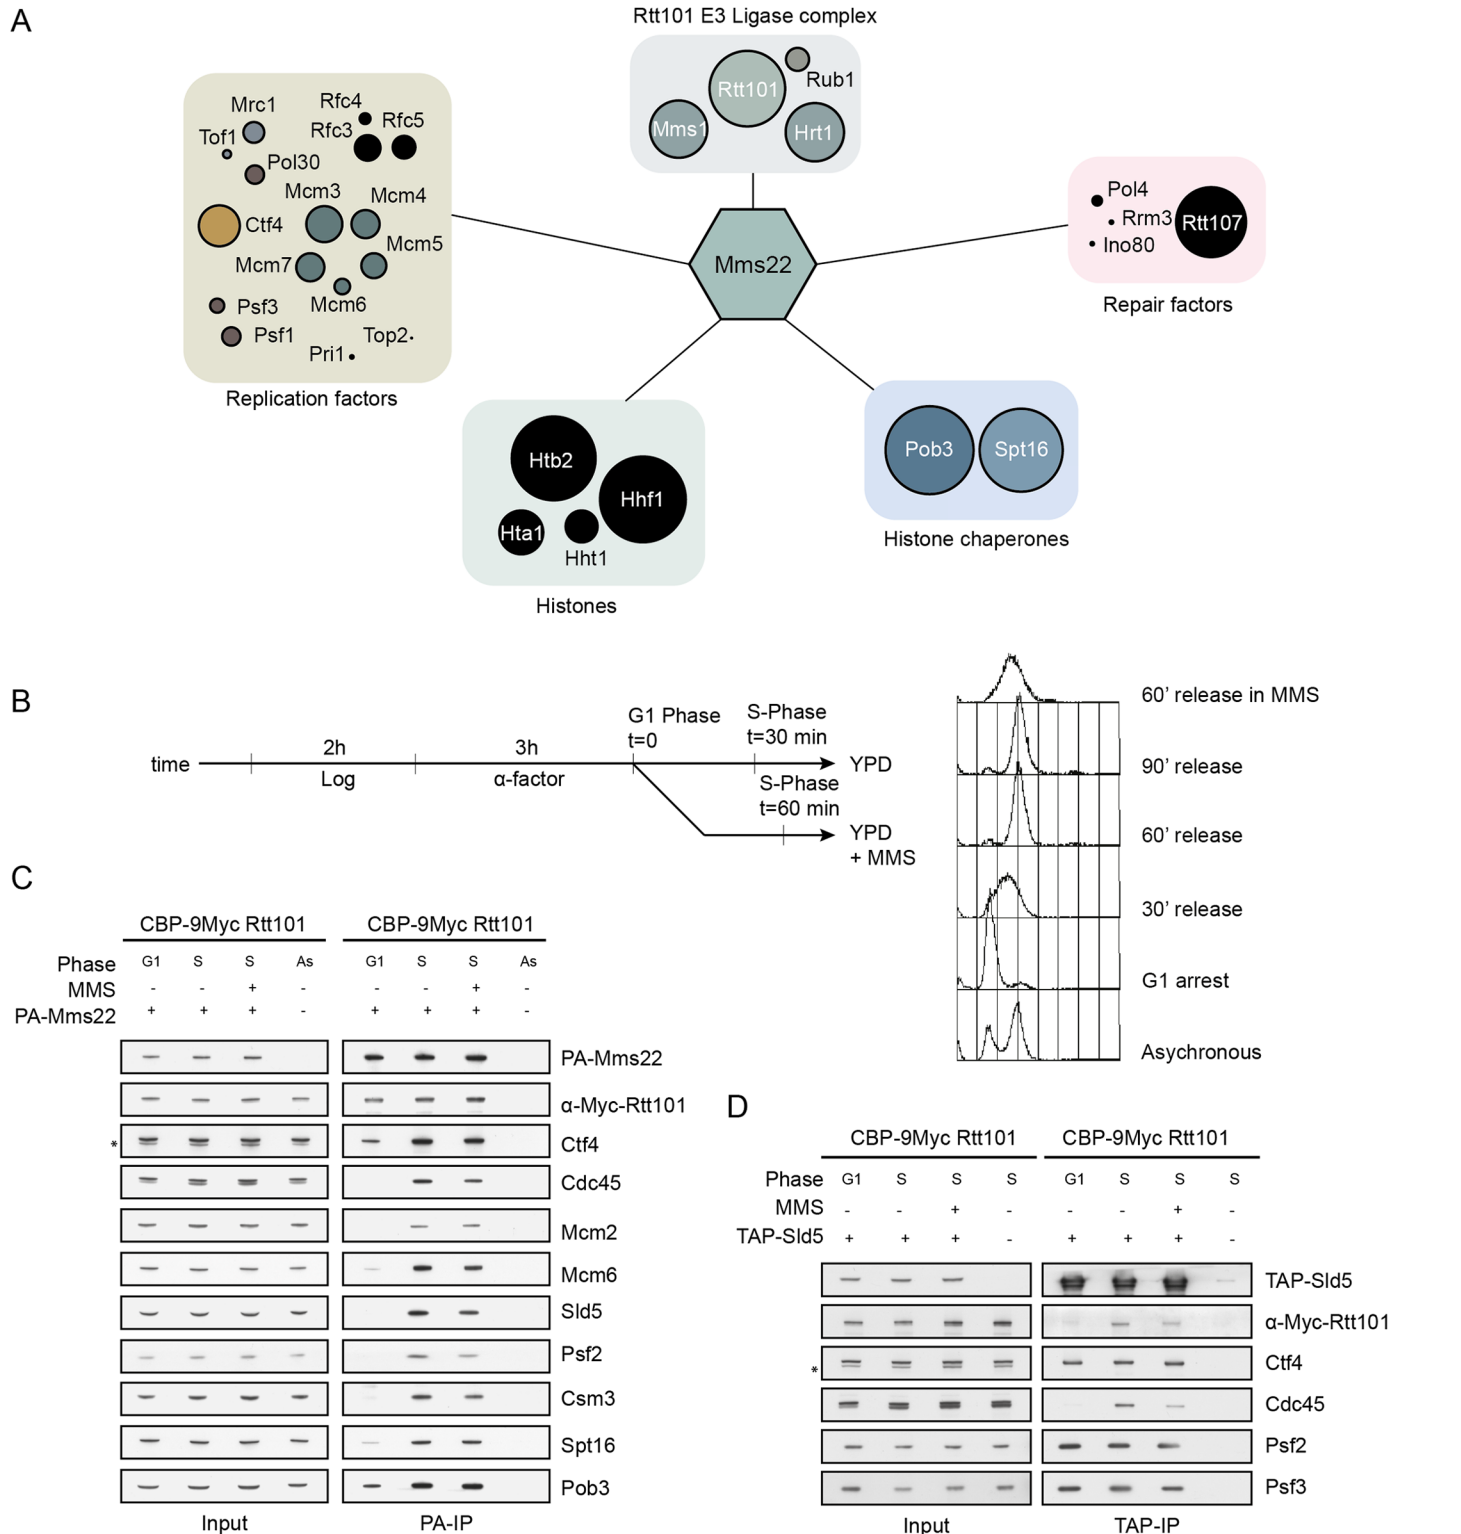 A
Rtt101 E3 Ligase complex
Rtt101
Rub1
Mms1
Hrt1
Mrc1
Rfc4
Tof1
Rfc3
Rfc5
Pol30
Mcm3
Mcm4
Ctf4
Mcm5
Mcm7
Mcm6
Psf3
Psf1
Pri1
Top2
Replication factors
Mms22
Pol4
Rrm3
Rtt107
Ino80
Repair factors
Htb2
Hhf1
Hta1
Hht1
Histones
Pob3
Spt16
Histone chaperones
B
time
2h
Log
3h
α-factor
G1 Phase
t=0
S-Phase
t=30 min
YPD
S-Phase
t=60 min
YPD
+ MMS
60' release in MMS
90' release
60' release
30' release
G1 arrest
Asychronous
C
CBP-9Myc Rtt101 CBP-9Myc Rtt101
Phase G1 S S As G1 S S As
MMS - - + - - - + -
PA-Mms22 + + + - + + + -
PA-Mms22
α-Myc-Rtt101
* Ctf4
Cdc45
Mcm2
Mcm6
Sld5
Psf2
Csm3
Spt16
Pob3
Input PA-IP
D
CBP-9Myc Rtt101 CBP-9Myc Rtt101
Phase G1 S S S G1 S S S
MMS - - + - - - + -
TAP-Sld5 + + + - + + + -
TAP-Sld5
α-Myc-Rtt101
* Ctf4
Cdc45
Psf2
Psf3
Input TAP-IP